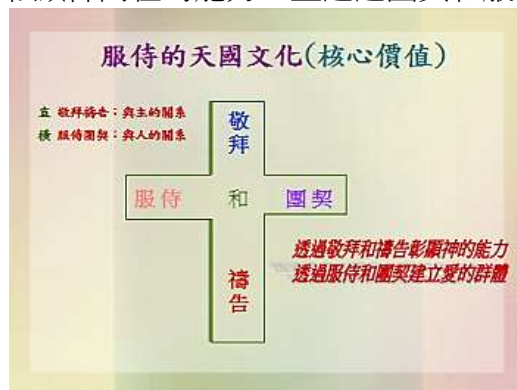 服侍的天國文化(核心價值)
直 敬拜禱告：與主的關系
橫 服侍團契：與人的關系
敬拜
服侍 和 團契
禱告
透過敬拜和禱告彰顯神的能力
透過服侍和團契建立愛的群體